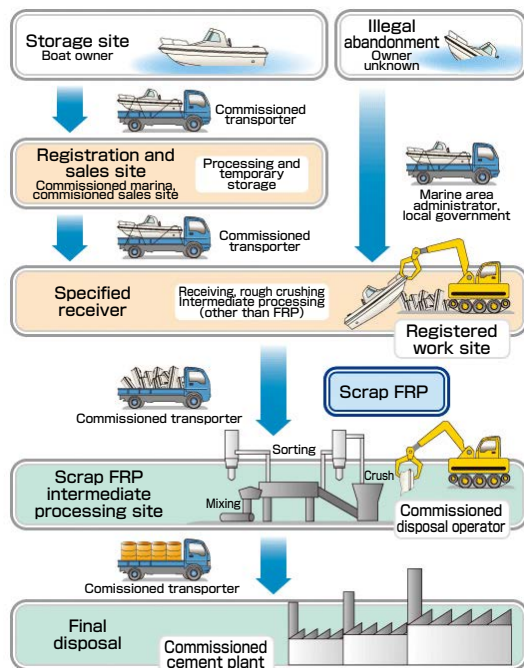 Storage site
Boat owner
Illegal
abandonment
Owner
unknown
Commissioned
transporter
Registration and
sales site
Commissioned marina,
commisioned sales site
Processing and
temporary
storage
Marine area
administrator,
local government
Commissioned
transporter
Specified
receiver
Receiving, rough crushing
Intermediate processing
(other than FRP)
Registered
work site
Scrap FRP
Commissioned transporter
Sorting
Crush
Mixing
Scrap FRP
intermediate
processing site
Commissioned
disposal operator
Comissioned transporter
Final
disposal
Commissioned
cement plant